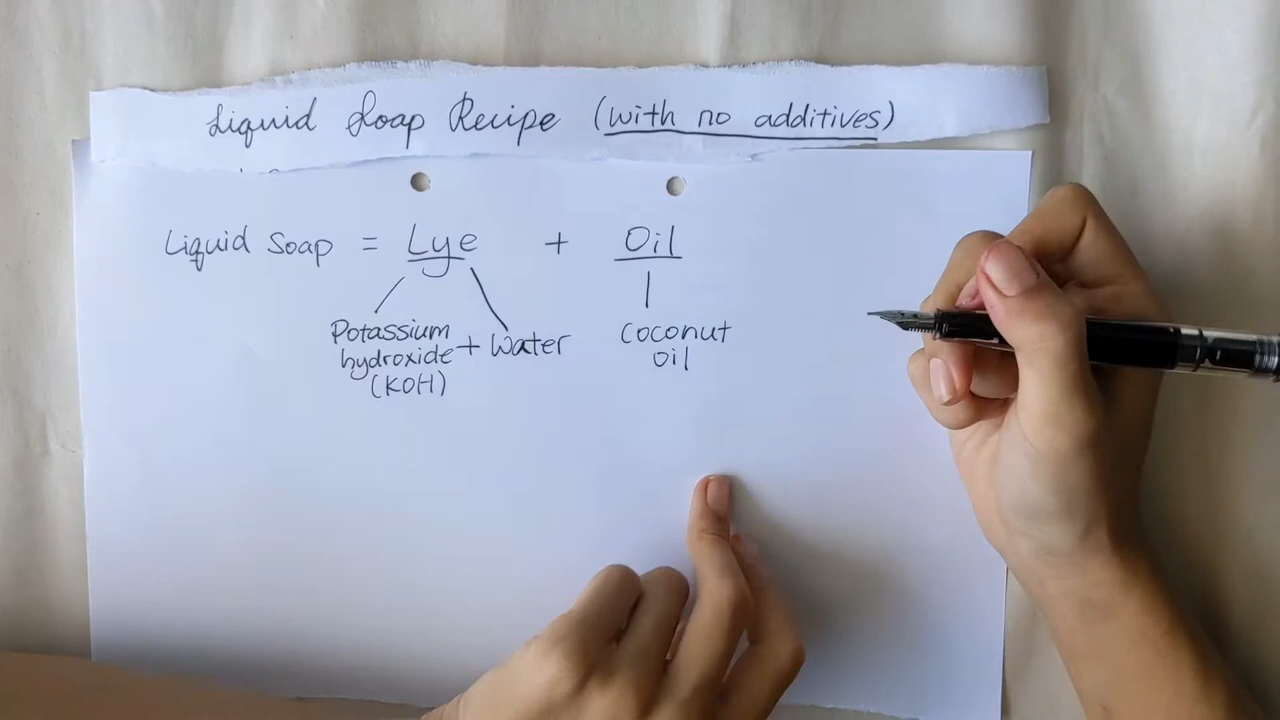 Liquid Soap Recipe (with no additives)
Liquid Soap = Lye + Oil
Potassium
hydroxide + Water
(KOH)
coconut
oil